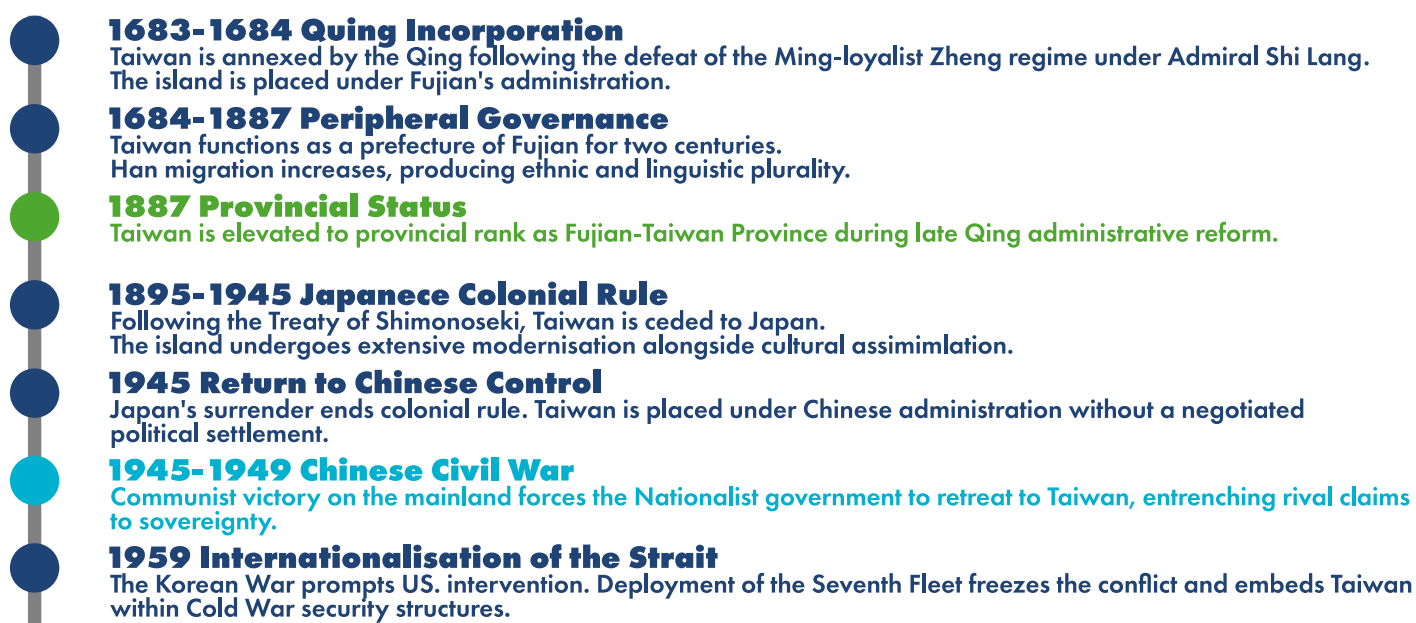 1683-1684 Quing Incorporation
Taiwan is annexed by the Qing following the defeat of the Ming-loyalist Zheng regime under Admiral Shi Lang.
The island is placed under Fujian's administration.
1684-1887 Peripheral Governance
Taiwan functions as a prefecture of Fujian for two centuries.
Han migration increases, producing ethnic and linguistic plurality.
1887 Provincial Status
Taiwan is elevated to provincial rank as Fujian-Taiwan Province during late Qing administrative reform.
1895-1945 Japanece Colonial Rule
Following the Treaty of Shimonoseki, Taiwan is ceded to Japan.
The island undergoes extensive modernisation alongside cultural assimimlation.
1945 Return to Chinese Control
Japan's surrender ends colonial rule. Taiwan is placed under Chinese administration without a negotiated
political settlement.
1945-1949 Chinese Civil War
Communist victory on the mainland forces the Nationalist government to retreat to Taiwan, entrenching rival claims
to sovereignty.
1959 Internationalisation of the Strait
The Korean War prompts US. intervention. Deployment of the Seventh Fleet freezes the conflict and embeds Taiwan
within Cold War security structures.